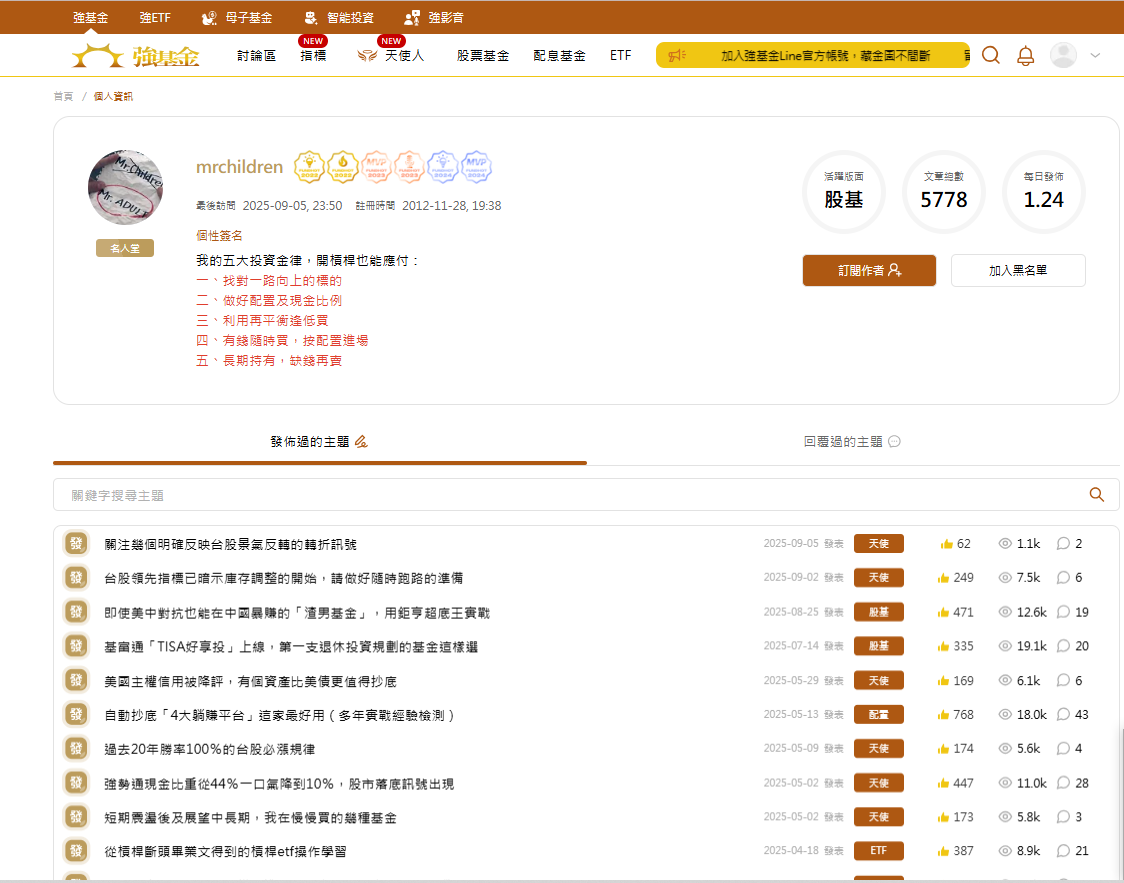 強基金 強ETF 母子基金 智能投資 強影音
強基金 討論區 NEW 指標 NEW 天使人 股票基金 配息基金 ETF 加入強基金Line官方帳號，藏金圖不間斷
首頁 / 個人資訊
mrchildren
Mr.Childre
Mr. ADULT
名人堂
最後訪問 2025-09-05, 23:50 註冊時間 2012-11-28, 19:38
個性簽名
我的五大投資金律，開槓桿也能應付：
一、找對一路向上的標的
二、做好配置及現金比例
三、利用再平衡逢低買
四、有錢隨時買，按配置進場
五、長期持有，缺錢再賣
活躍版面 文章總數 每日發佈
股基 5778 1.24
訂閱作者 加入黑名單
發佈過的主題 回覆過的主題
關鍵字搜尋主題
發 關注幾個明確反映台股景氣反轉的轉折訊號 2025-09-05 發表 天使 62 1.1k 2
發 台股領先指標已暗示庫存調整的開始，請做好隨時跑路的準備 2025-09-02 發表 天使 249 7.5k 6
發 即使美中對抗也能在中國暴賺的「渣男基金」，用鉅亨超底王實戰 2025-08-25 發表 股基 471 12.6k 19
發 基富通「TISA好享投」上線，第一支退休投資規劃的基金這樣選 2025-07-14 發表 股基 335 19.1k 20
發 美國主權信用被降評，有個資產比美債更值得抄底 2025-05-29 發表 天使 169 6.1k 6
發 自動抄底「4大躺賺平台」這家最好用（多年實戰經驗檢測） 2025-05-13 發表 配置 768 18.0k 43
發 過去20年勝率100%的台股必漲規律 2025-05-09 發表 天使 174 5.6k 4
發 強勢通現金比重從44%一口氣降到10%，股市落底訊號出現 2025-05-02 發表 天使 447 11.0k 28
發 短期震盪後及展望中長期，我在慢慢買的幾種基金 2025-05-02 發表 天使 173 5.8k 3
發 從槓桿斷頭畢業文得到的槓桿etf操作學習 2025-04-18 發表 ETF 387 8.9k 21